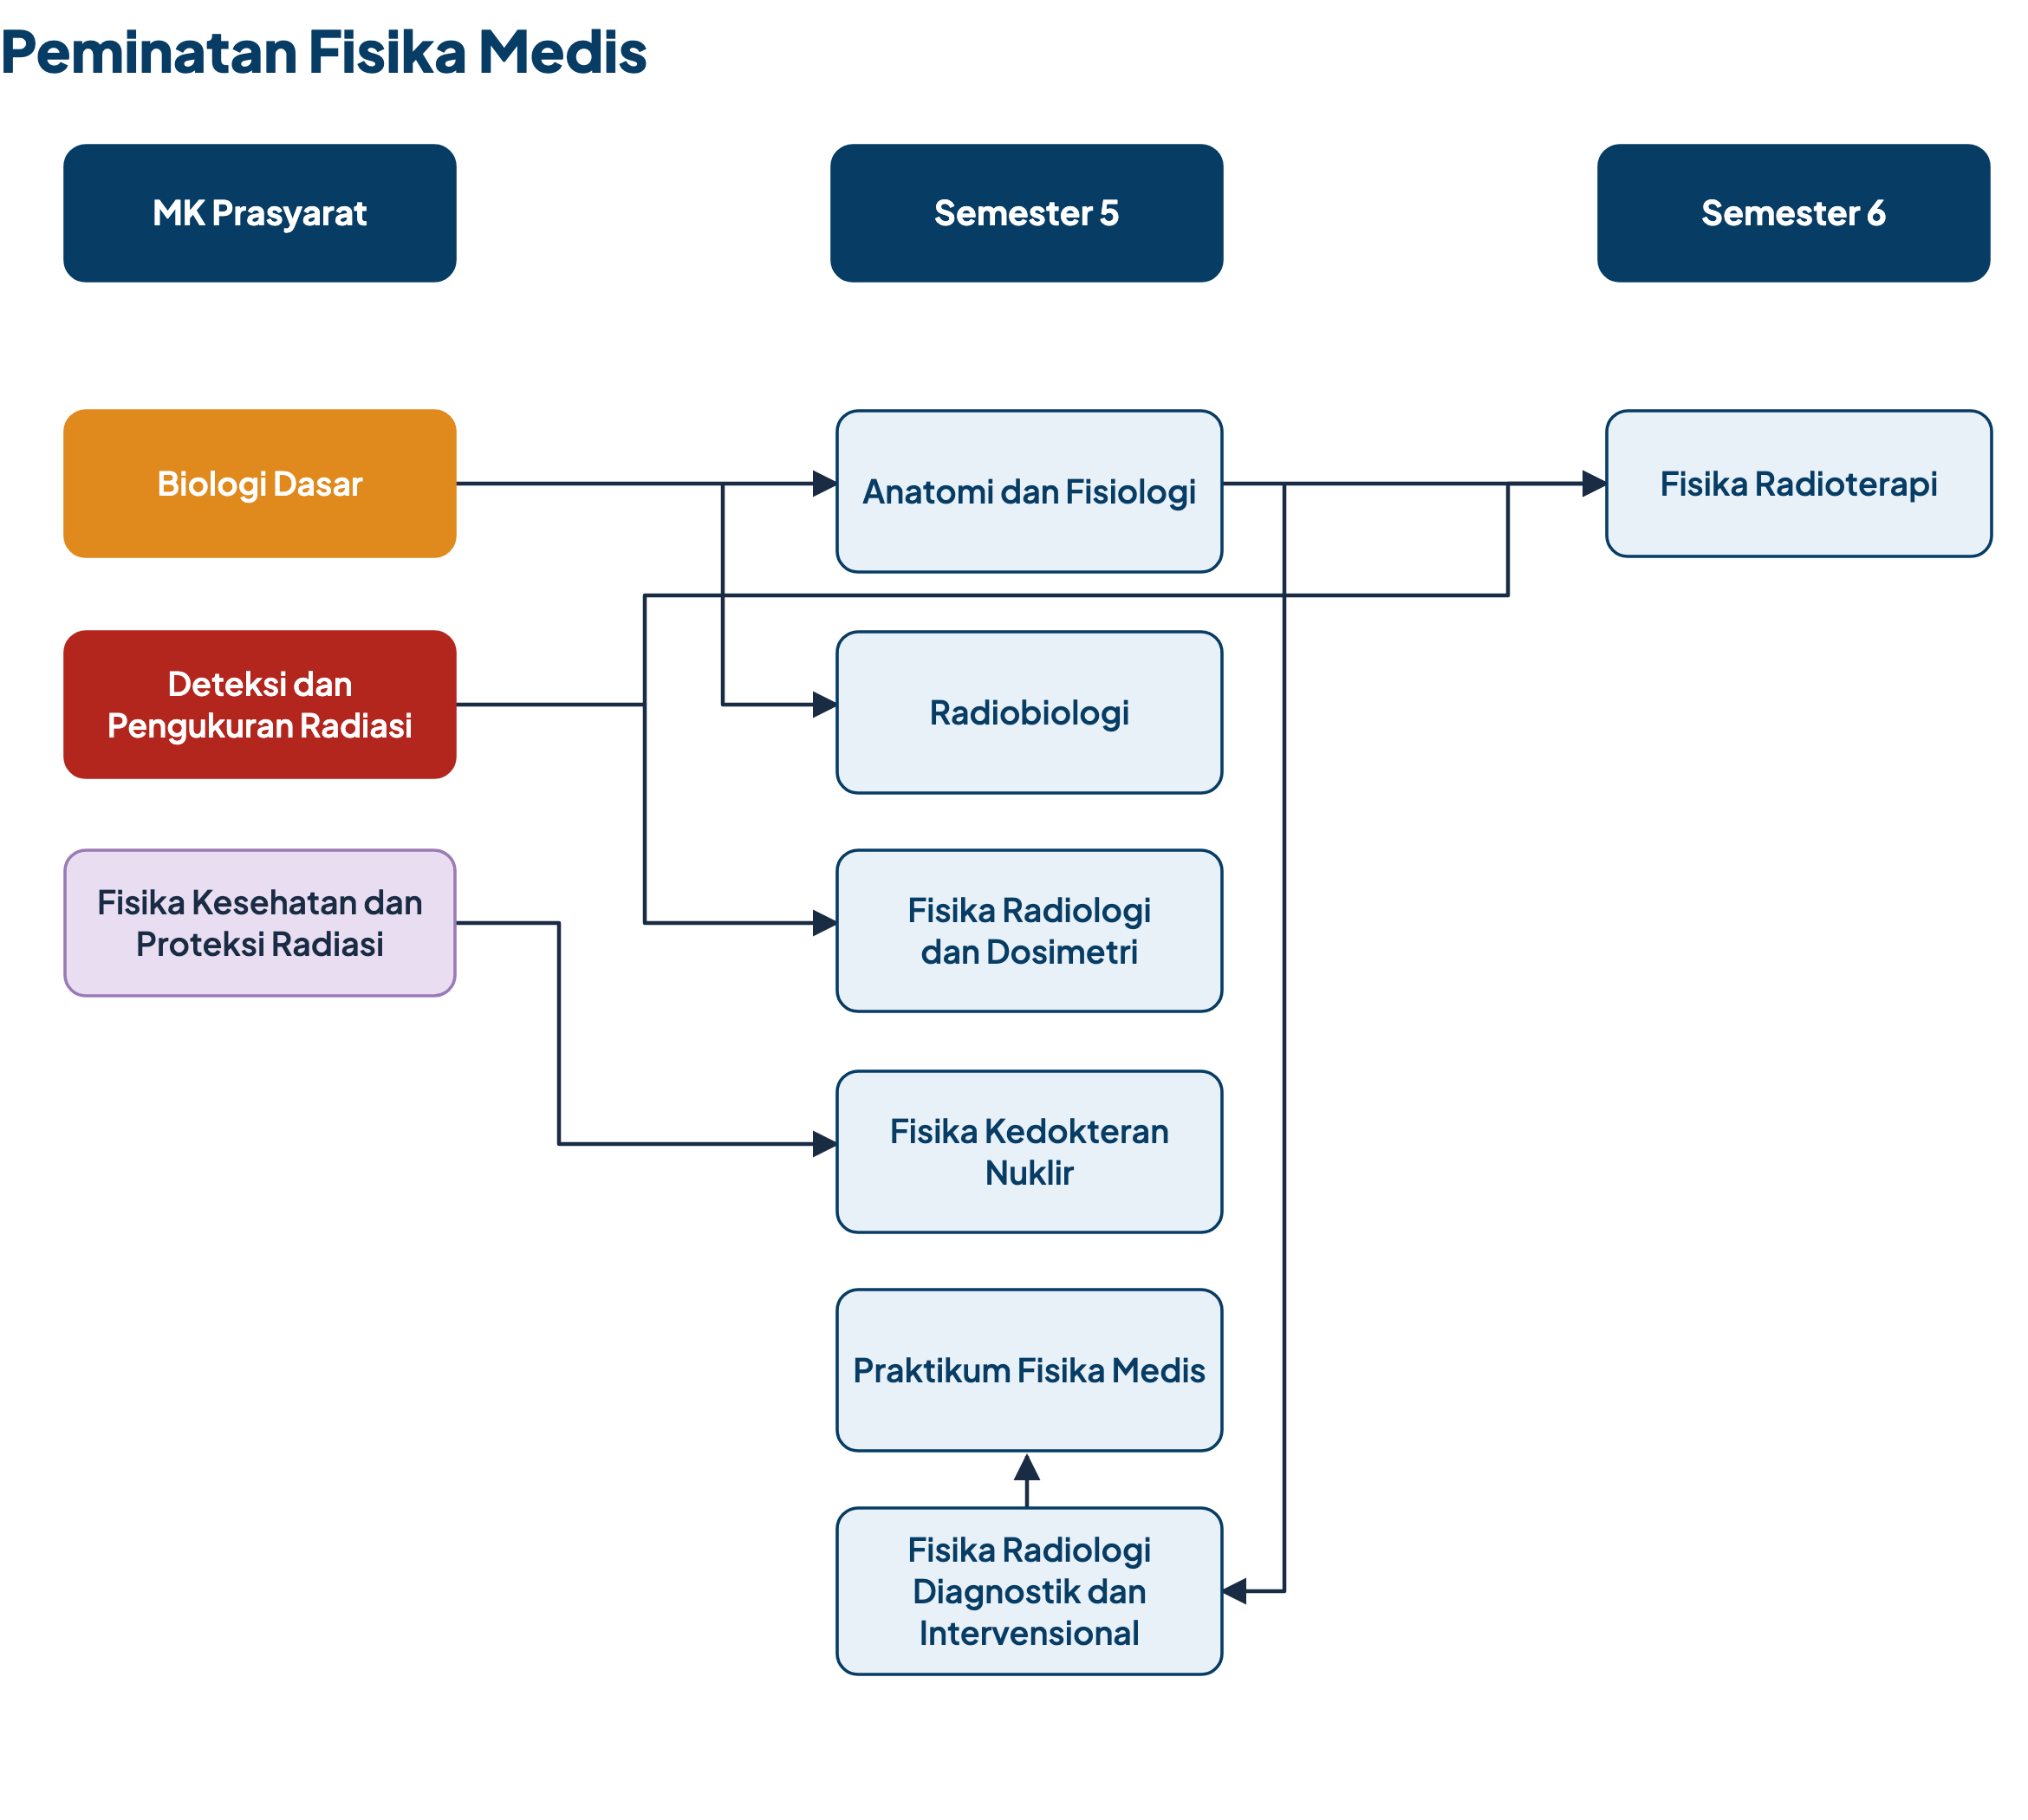 Peminatan Fisika Medis
MK Prasyarat
Semester 5
Semester 6
Biologi Dasar
Anatomi dan Fisiologi
Fisika Radioterapi
Deteksi dan
Pengukuran Radiasi
Radiobiologi
Fisika Kesehatan dan
Proteksi Radiasi
Fisika Radiologi
dan Dosimetri
Fisika Kedokteran
Nuklir
Praktikum Fisika Medis
Fisika Radiologi
Diagnostik dan
Intervensional